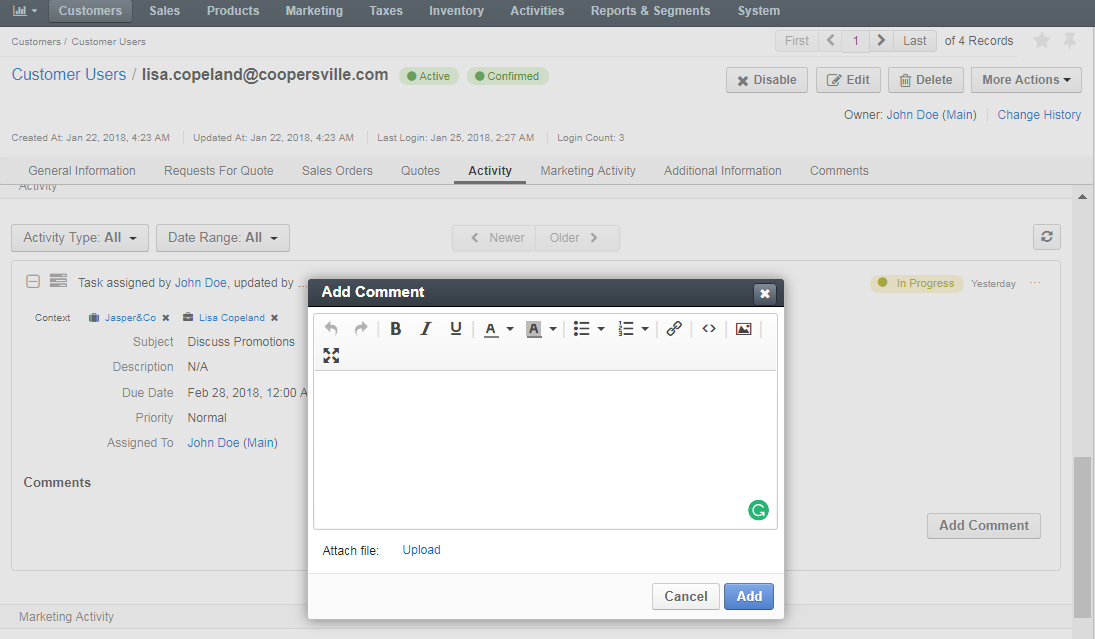 Customers Sales Products Marketing Taxes Inventory Activities Reports & Segments System
Customers / Customer Users First 1 Last of 4 Records
Customer Users / lisa.copeland@coopersville.com Active Confirmed Disable Edit Delete More Actions
Owner: John Doe (Main) Change History
Created At: Jan 22, 2018, 4:23 AM Updated At: Jan 22, 2018, 4:23 AM Last Login: Jan 25, 2018, 2:27 AM Login Count: 3
General Information Requests For Quote Sales Orders Quotes Activity Marketing Activity Additional Information Comments
Activity
Activity Type: All Date Range: All Newer Older
Task assigned by John Doe, updated by ... In Progress Yesterday ...
Add Comment
Context Jasper&Co Lisa Copeland
B I U A A
Subject Discuss Promotions
Description N/A
Due Date Feb 28, 2018, 12:00 A
Priority Normal
Assigned To John Doe (Main)
Comments
Add Comment
Attach file: Upload
Cancel Add
Marketing Activity